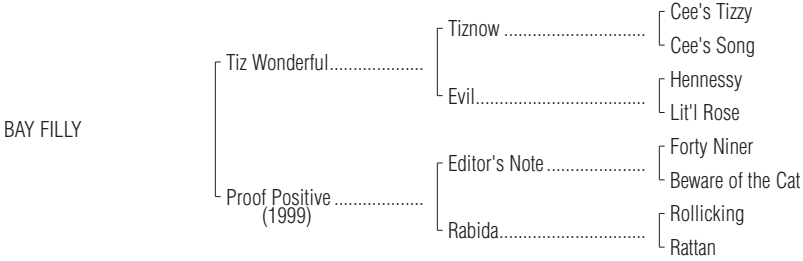 Cee's Tizzy
Tiznow ..............................
Cee's Song
Tiz Wonderful....................
Hennessy
Evil....................................
Lit'l Rose
BAY FILLY
Forty Niner
Editor's Note .....................
Beware of the Cat
Proof Positive ...................
(1999)
Rollicking
Rabida...............................
Rattan